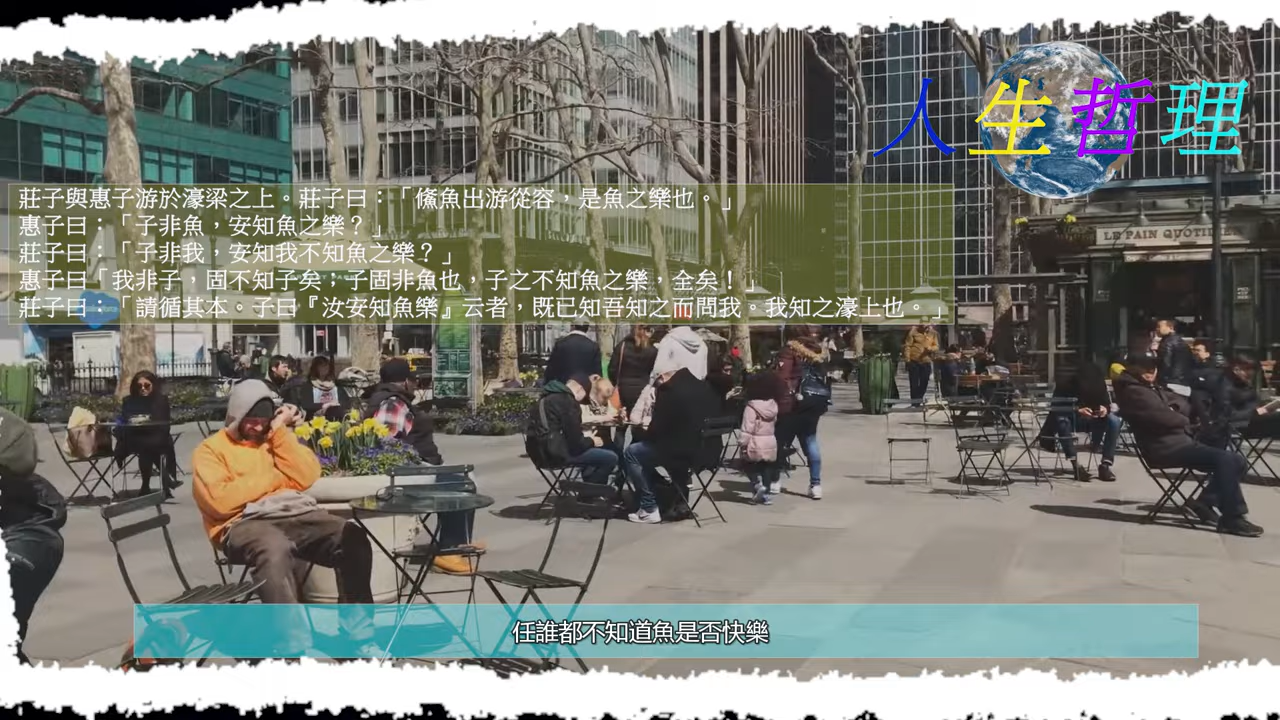 人生哲理
莊子與惠子游於濠梁之上。莊子曰：「鯈魚出游從容，是魚之樂也。」
惠子曰：「子非魚，安知魚之樂？」
莊子曰：「子非我，安知我不知魚之樂？」
惠子曰「我非子，固不知子矣；子固非魚也，子之不知魚之樂，全矣！」
莊子曰：「請循其本。子曰『汝安知魚樂』云者，既已知吾知之而問我。我知之濠上也。」
LE PAIN QUOTIDIEN
任誰都不知道魚是否快樂